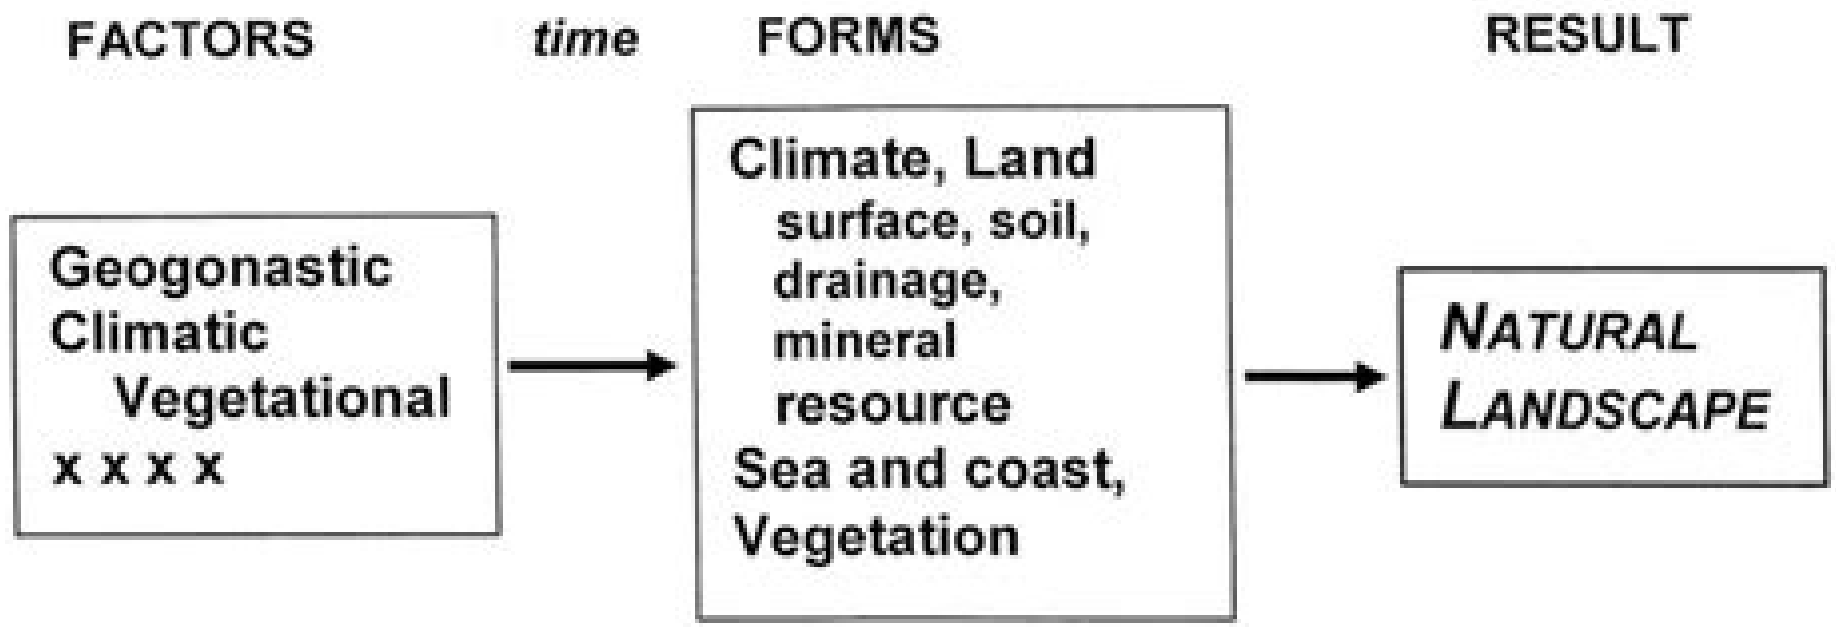 FACTORS time FORMS RESULT
Geogonastic
Climatic
Vegetational
x x x x
Climate, Land
surface, soil,
drainage,
mineral
resource
Sea and coast,
Vegetation
NATURAL
LANDSCAPE